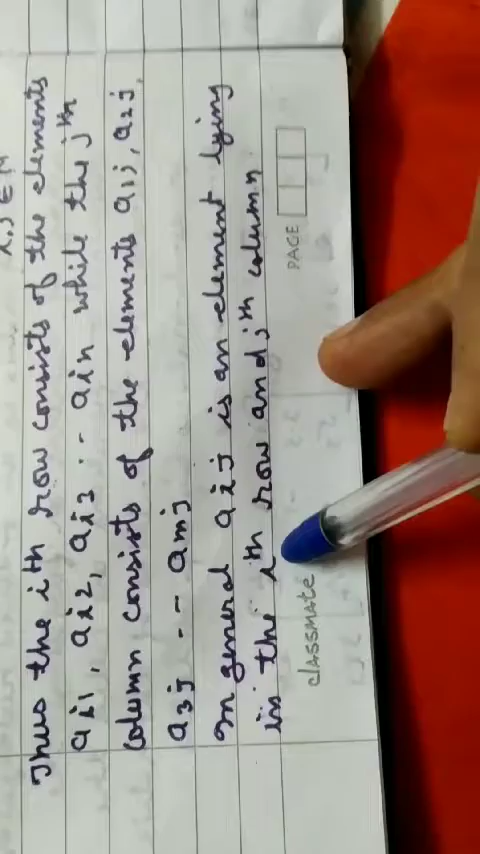 i,j ∈ N
Thus the ith row consists of the elements
ai1, ai2, ai3 .. ain while the jth
column consists of the elements a1j, a2j,
a3j - - - amj
In general aij is an element lying
in the ith row and jth column.
classmate
PAGE